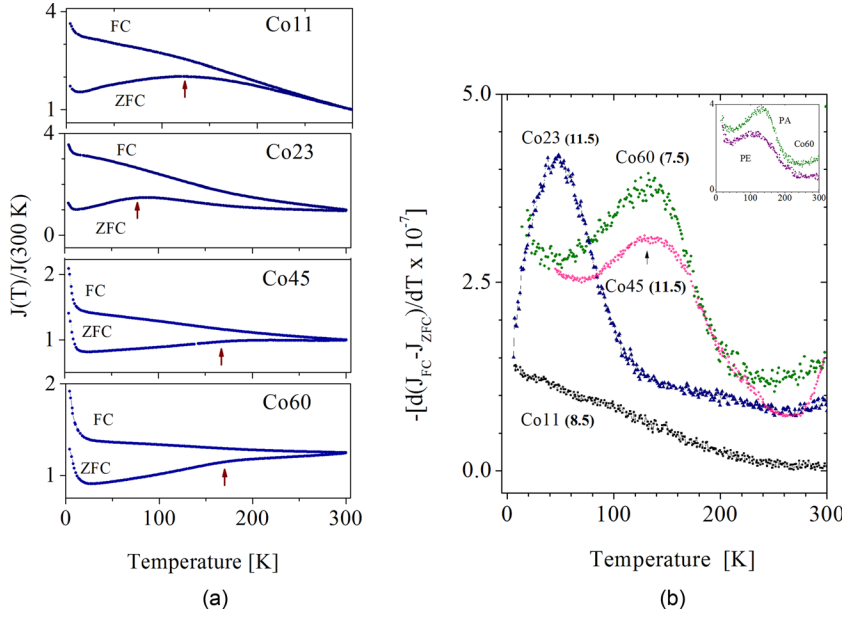 4
FC
Co11
ZFC
1
4
FC
Co23
ZFC
0
J(T)/J(300 K)
2
Co45
FC
ZFC
1
2
Co60
FC
ZFC
1
0
100
200
300
Temperature [K]
(a)
5.0
2.5
0.0
-[d(J_FC-J_ZFC)/dT x 10^-7
Co23 (11.5)
Co60 (7.5)
Co45 (11.5)
Co11 (8.5)
4
PA
Co60
PE
0
0
100
200
300
0
100
200
300
Temperature [K]
(b)